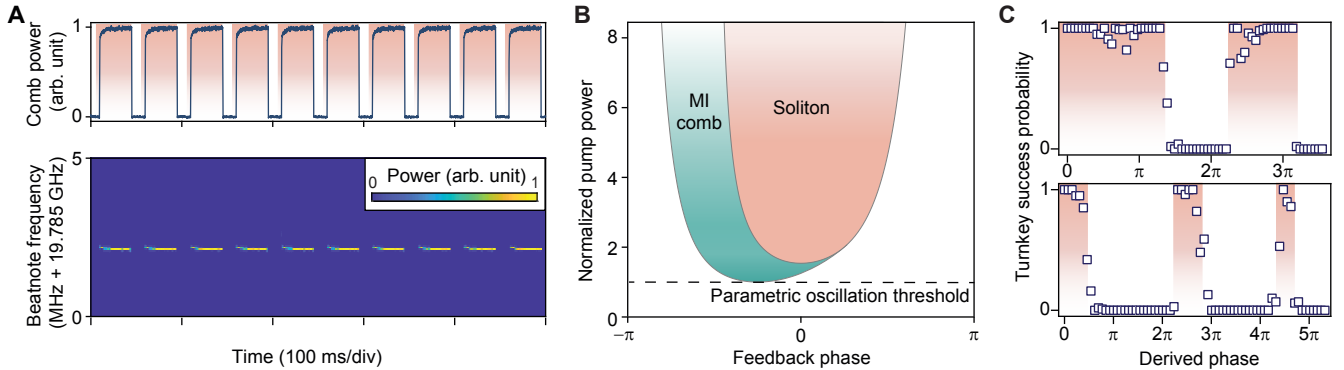 A
Comb power
(arb. unit)
1
0
Beatnote frequency
(MHz + 19.785 GHz)
5
0
Power (arb. unit)
0
1
Time (100 ms/div)
B
Normalized pump power
8
6
4
2
0
MI
comb
Soliton
Parametric oscillation threshold
−π
0
π
Feedback phase
C
Turnkey success probability
1
0
0
π
2π
3π
1
0
0
π
2π
3π
4π
5π
Derived phase